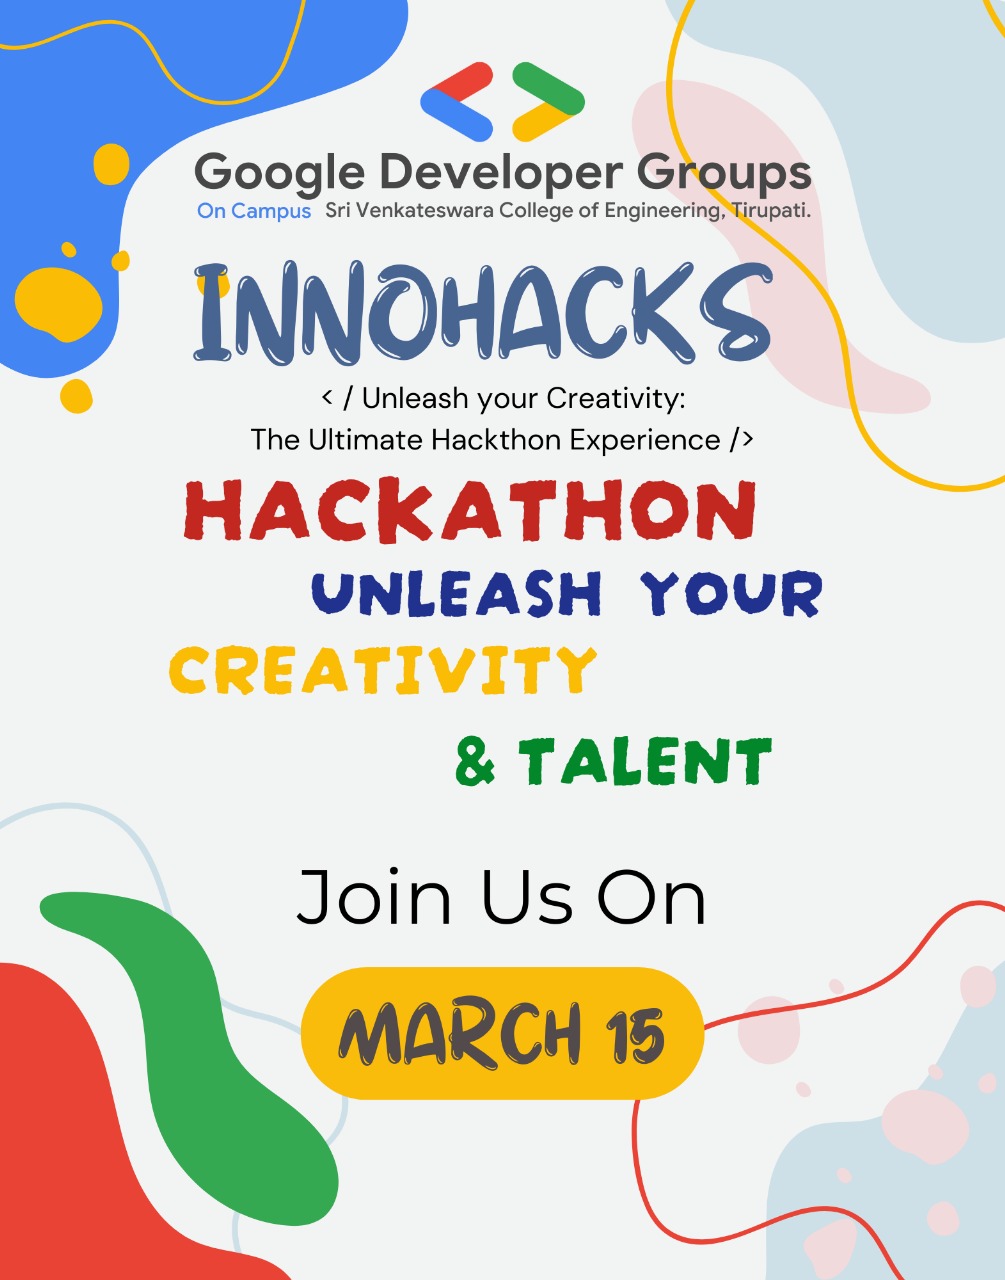 Google Developer Groups
On Campus Sri Venkateswara College of Engineering, Tirupati.
INNOHACKS
< / Unleash your Creativity:
The Ultimate Hackthon Experience />
HACKATHON
UNLEASH YOUR
CREATIVITY
& TALENT
Join Us On
MARCH 15